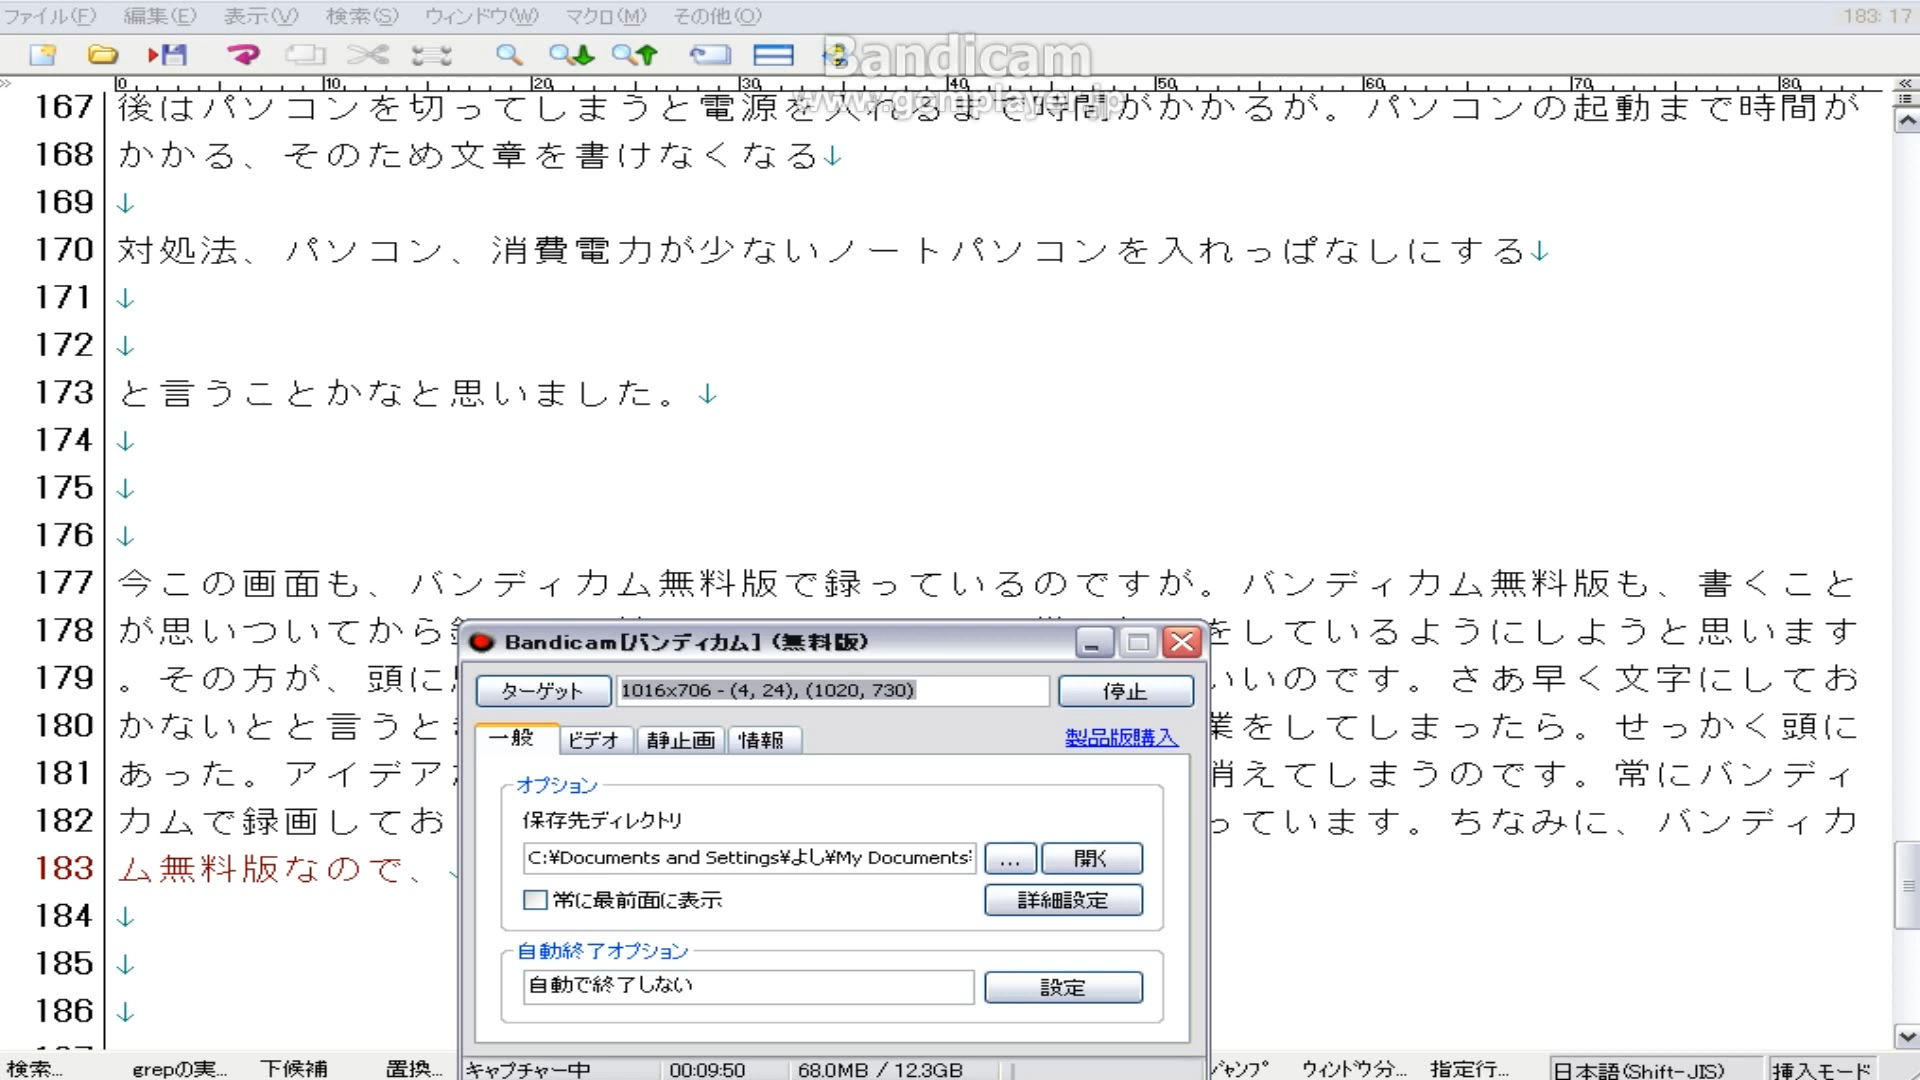 ファイル(F) 編集(E) 表示(V) 検索(S) ウィンドウ(W) マクロ(M) その他(O) 183: 17
Bandicam
www.gomplayer.jp
0 10 20 30 40 50 60 70 80
167 後はパソコンを切ってしまうと電源を入れるまで時間がかかるが。パソコンの起動まで時間が
168 かかる、そのため文章を書けなくなる↓
169 ↓
170 対処法、パソコン、消費電力が少ないノートパソコンを入れっぱなしにする↓
171 ↓
172 ↓
173 と言うことかなと思いました。↓
174 ↓
175 ↓
176 ↓
177 今この画面も、バンディカム無料版で録っているのですが。バンディカム無料版も、書くこと
178 が思いついてから をしているようにしようと思います
179 。その方が、頭に いいのです。さあ早く文字にしてお
180 かないとと言うと 業をしてしまったら。せっかく頭に
181 あった。アイデア 消えてしまうのです。常にバンディ
182 カムで録画してお っています。ちなみに、バンディカ
183 ム無料版なので、
184 ↓
185 ↓
186 ↓
Bandicam[バンディカム] (無料版)
ターゲット 1016x706 - (4, 24), (1020, 730) 停止
一般 ビデオ 静止画 情報 製品版購入
オプション
保存先ディレクトリ
C:¥Documents and Settings¥よし¥My Documents ... 開く
常に最前面に表示 詳細設定
自動終了オプション
自動で終了しない 設定
キャプチャー中 00:09:50 68.0MB / 12.3GB
検索... grepの実... 下候補 置換... ジャンプ ウィンドウ分... 指定行... 日本語(Shift-JIS) 挿入モード